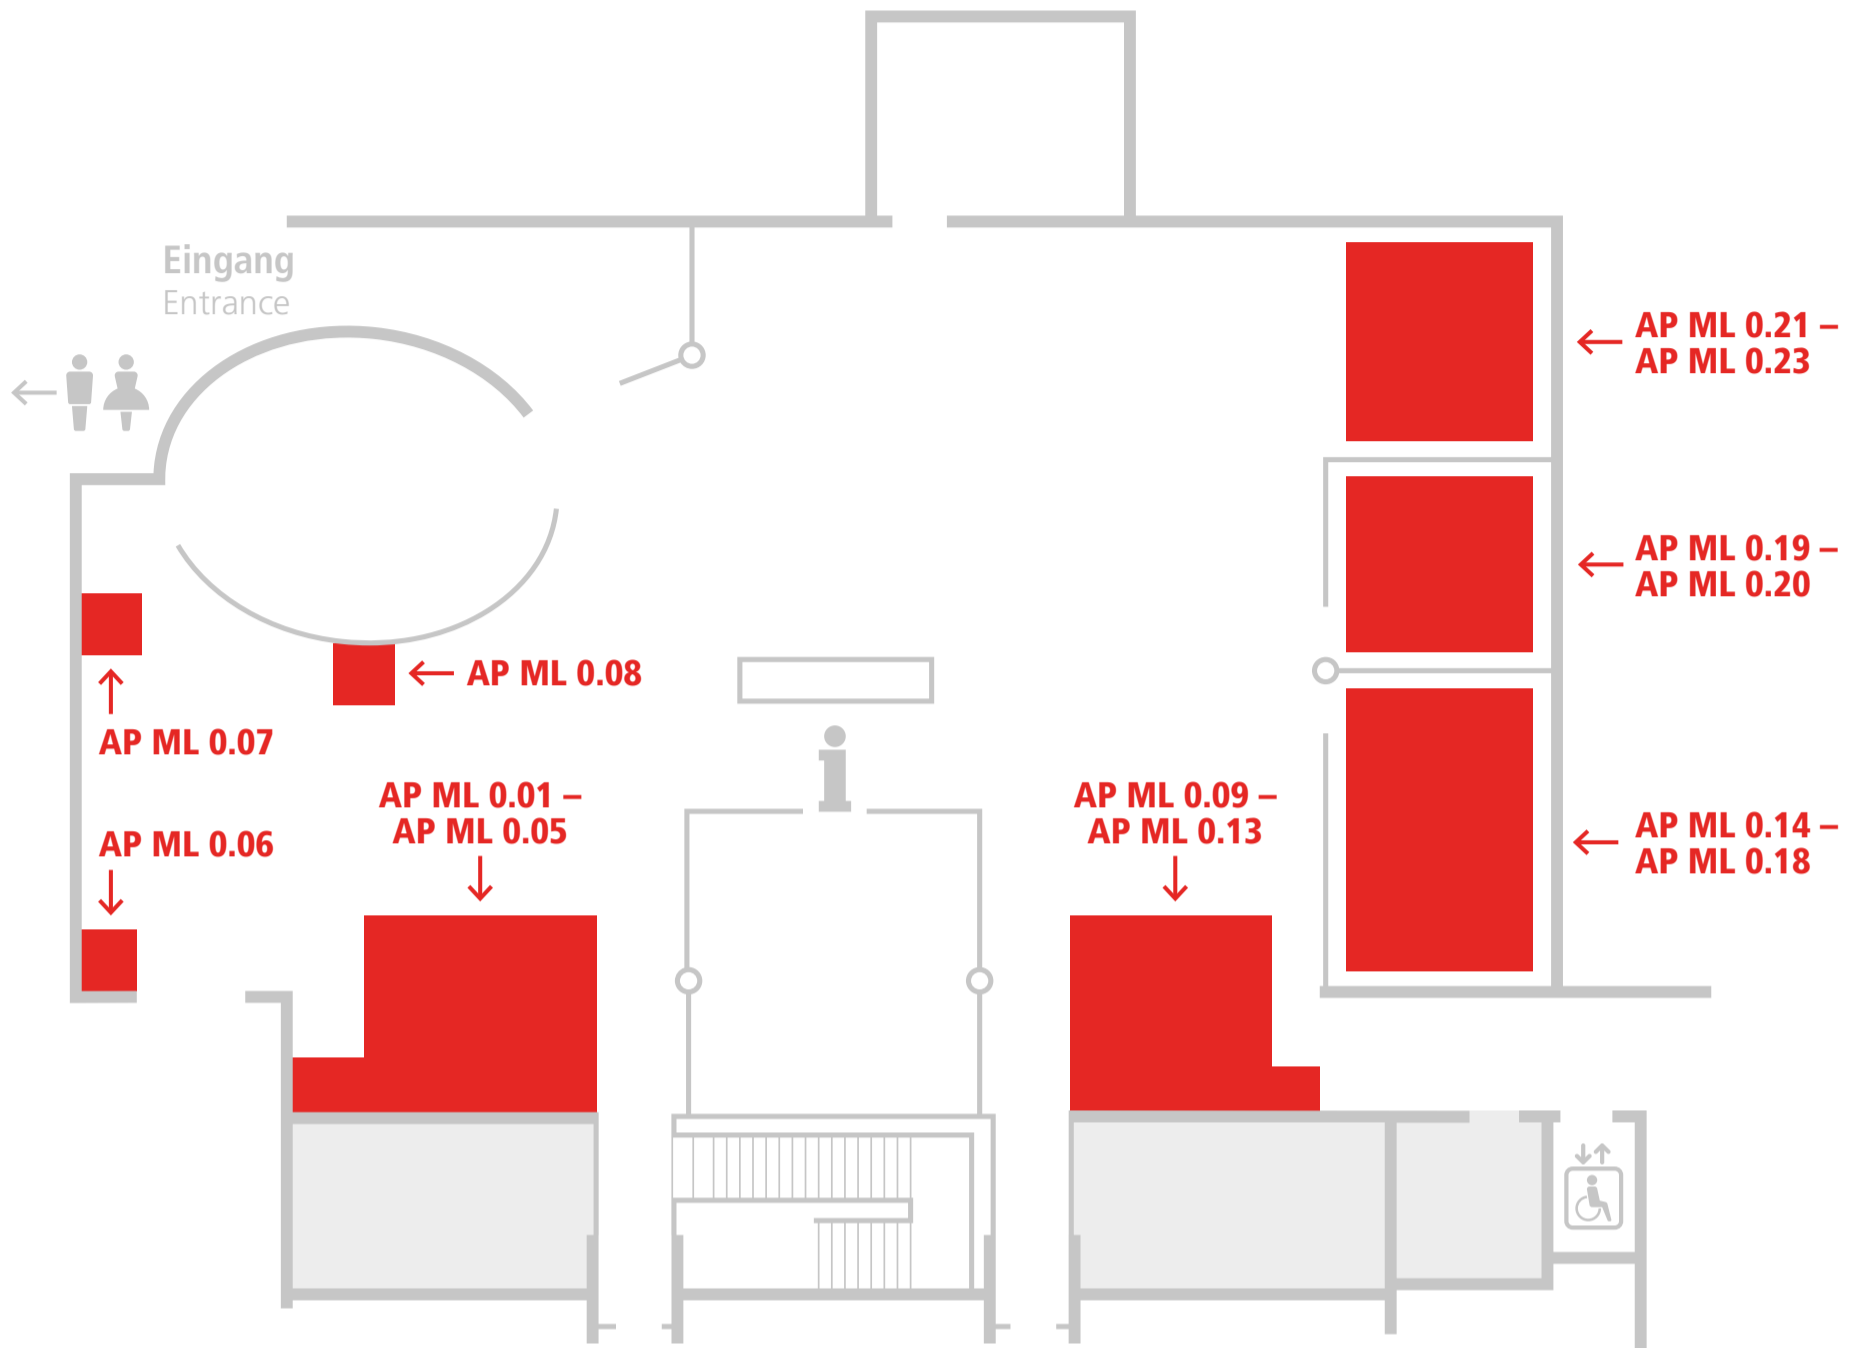 Eingang
Entrance
AP ML 0.21 –
AP ML 0.23
AP ML 0.19 –
AP ML 0.20
AP ML 0.08
AP ML 0.07
AP ML 0.01 –
AP ML 0.05
AP ML 0.09 –
AP ML 0.13
AP ML 0.06
AP ML 0.14 –
AP ML 0.18